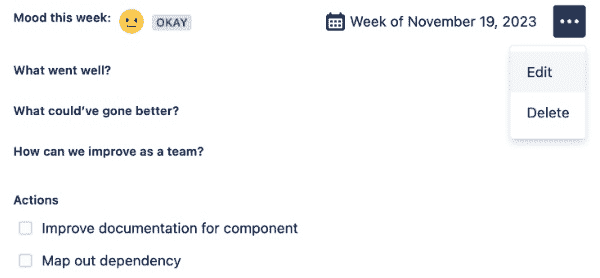 Mood this week: OKAY Week of November 19, 2023
Edit
What went well?
Delete
What could've gone better?
How can we improve as a team?
Actions
Improve documentation for component
Map out dependency